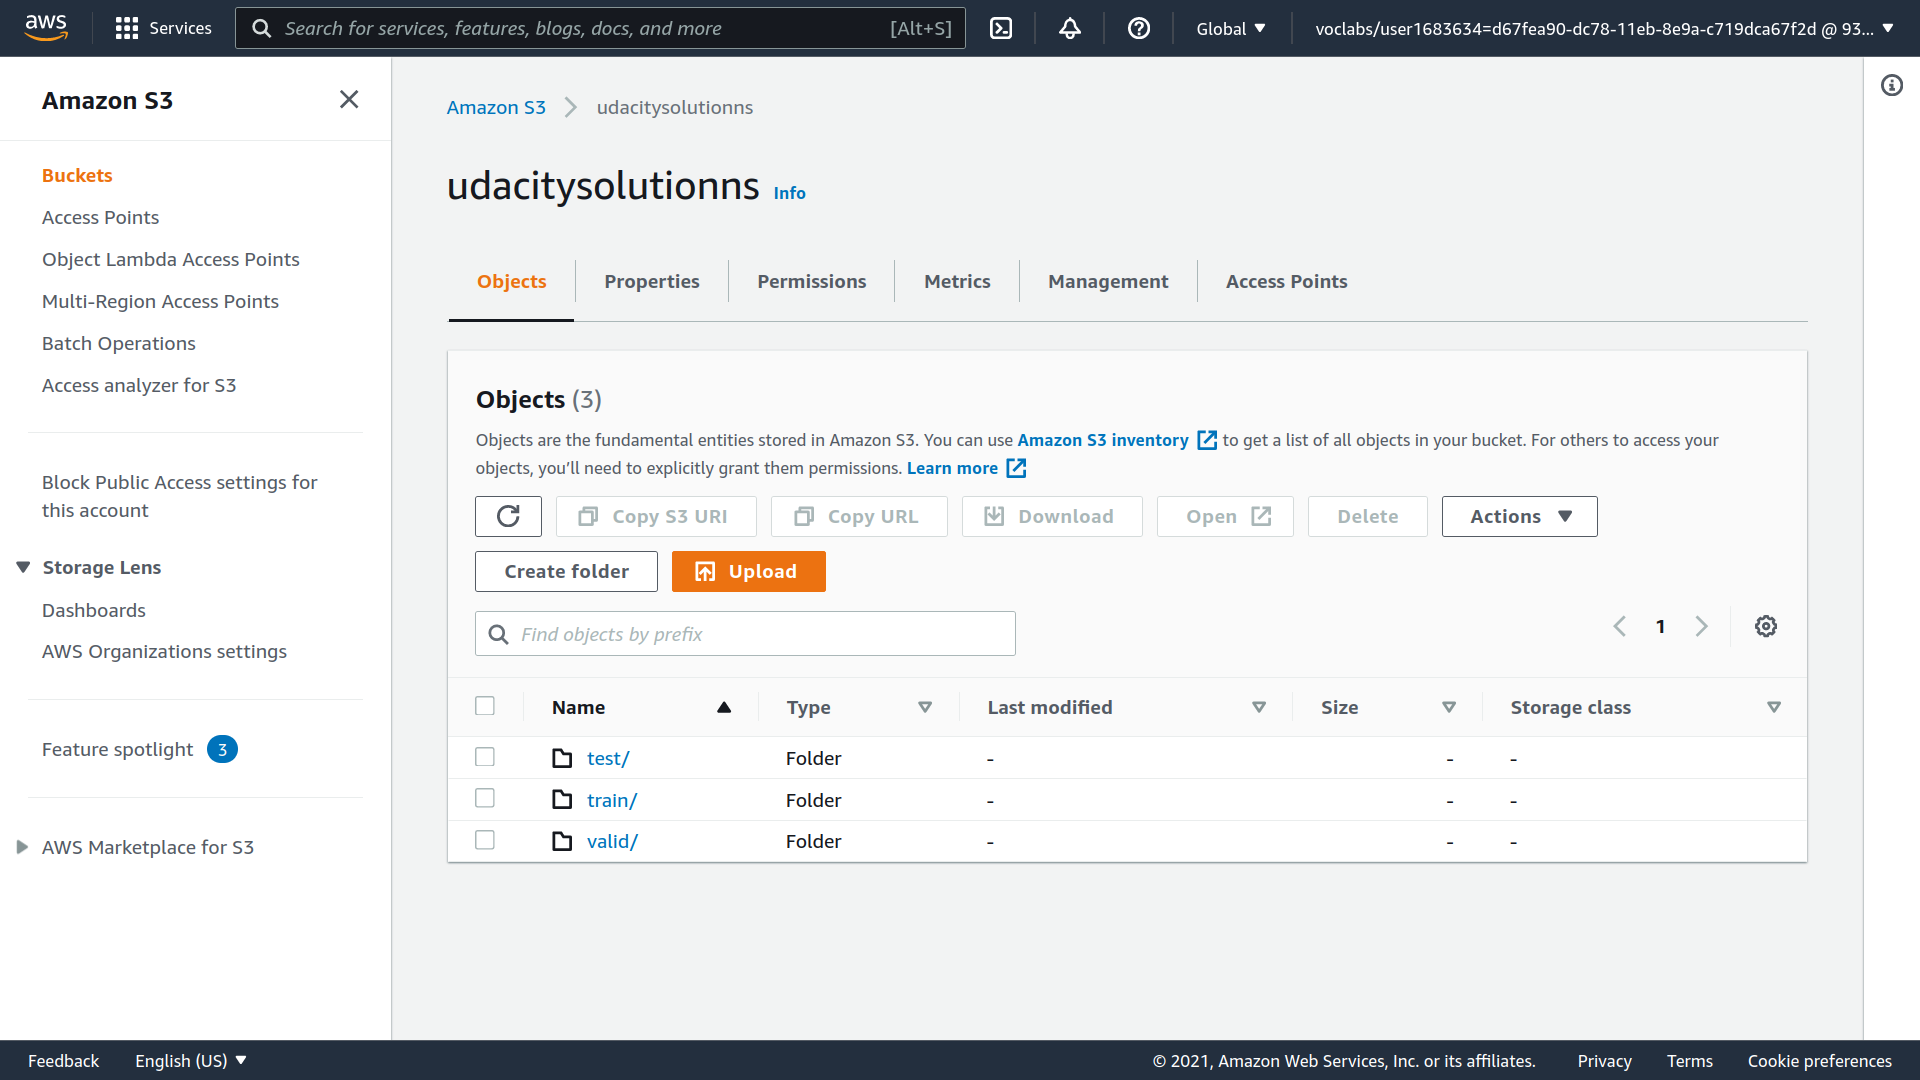 aws
Services
Search for services, features, blogs, docs, and more
[Alt+S]
Global
voclabs/user1683634=d67fea90-dc78-11eb-8e9a-c719dca67f2d @ 93...
Amazon S3
Buckets
Access Points
Object Lambda Access Points
Multi-Region Access Points
Batch Operations
Access analyzer for S3
Block Public Access settings for
this account
Storage Lens
Dashboards
AWS Organizations settings
Feature spotlight 3
AWS Marketplace for S3
Amazon S3 udacitysolutionns
udacitysolutionns Info
Objects Properties Permissions Metrics Management Access Points
Objects (3)
Objects are the fundamental entities stored in Amazon S3. You can use Amazon S3 inventory to get a list of all objects in your bucket. For others to access your
objects, you’ll need to explicitly grant them permissions. Learn more
Copy S3 URI Copy URL Download Open Delete Actions
Create folder Upload
Find objects by prefix
1
Name Type Last modified Size Storage class
test/ Folder - - -
train/ Folder - - -
valid/ Folder - - -
Feedback English (US) © 2021, Amazon Web Services, Inc. or its affiliates. Privacy Terms Cookie preferences